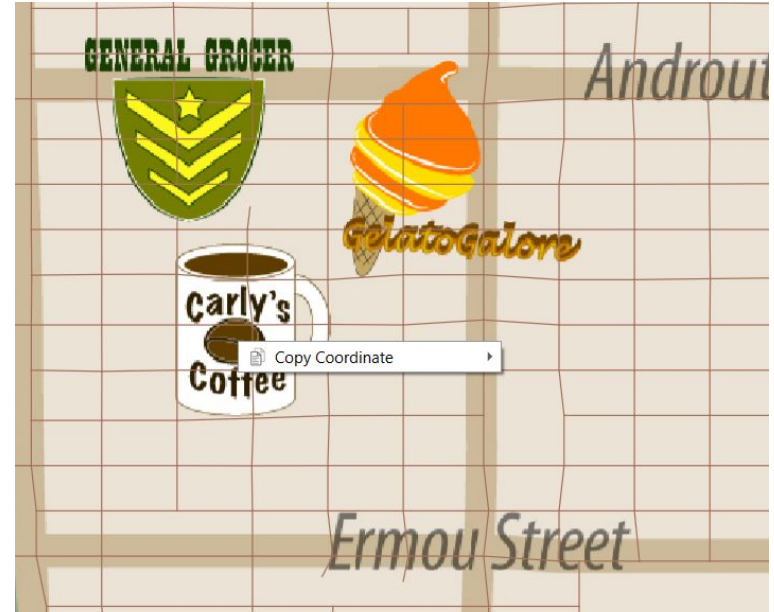 GENERAL GROCER
Androut
GelatoGalore
Carly's
Coffee
Copy Coordinate
Ermou Street